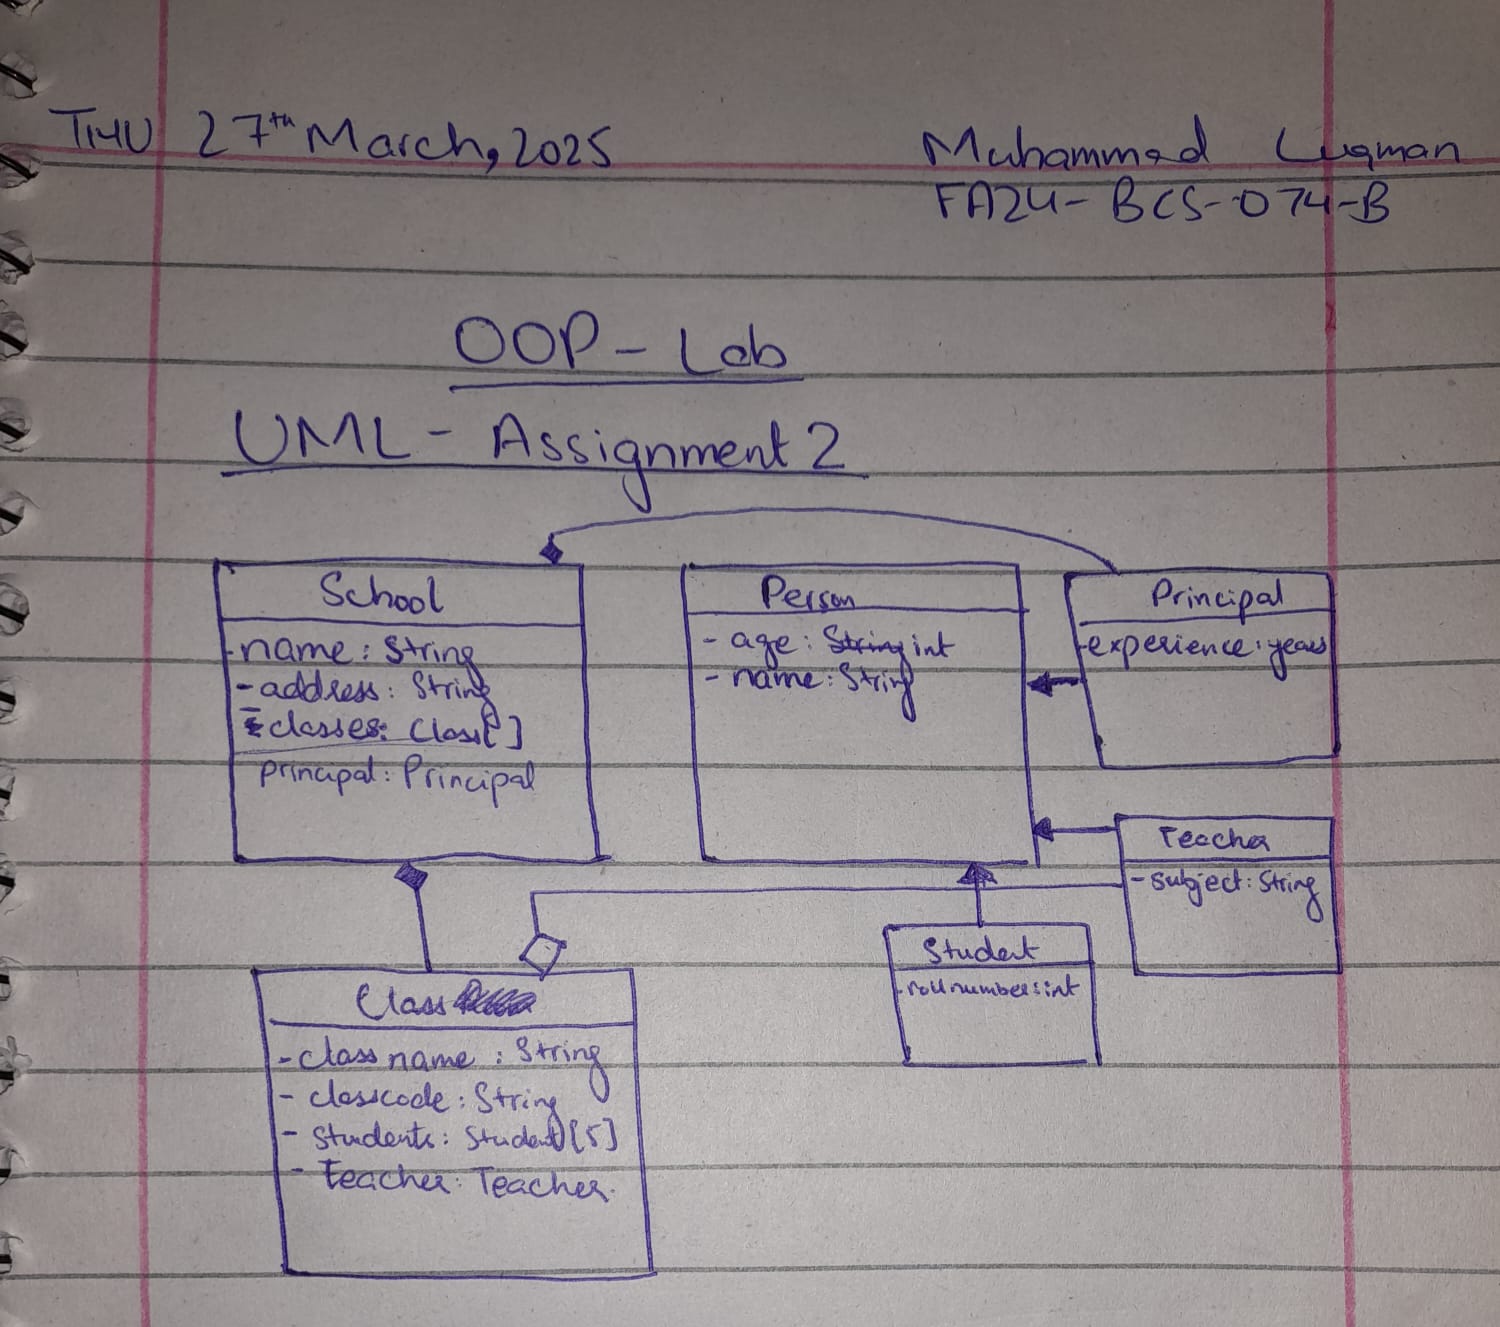 THU 27th March, 2025
Muhammad Luqman
FA24-BCS-074-B
OOP-Lab
UML-Assignment 2
School
-name: String
-address: String
-classes: Class[]
principal: Principal
Person
- age: int
- name: String
Principal
-experience: years
Teacher
-subject: String
Student
-rollnumber: int
Class
-class name: String
- classcode: String
- students: Student[5]
- teacher: Teacher.